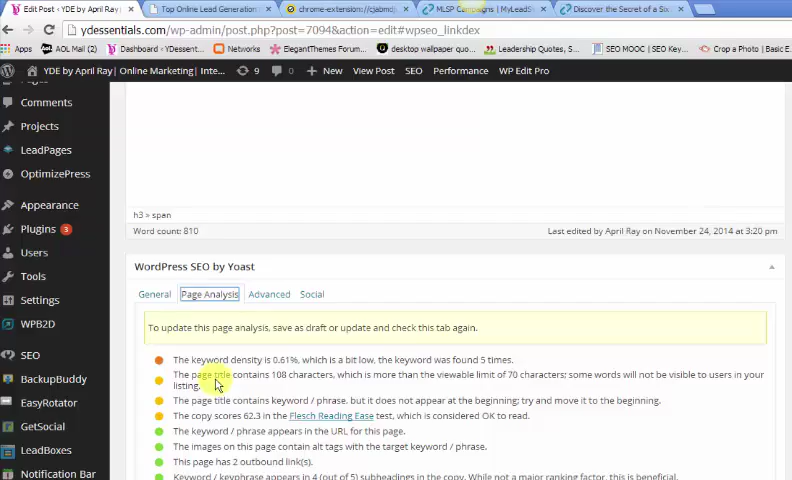 Edit Post ‹ YDE by April Ray | × Top Online Lead Generation × chrome-extension://cjabmd × MLSP Campaigns | MyLeadS × Discover the Secret of a Six ×
ydessentials.com/wp-admin/post.php?post=7094&action=edit#wpseo_linkdex
Apps AOL Mail (2) Dashboard ‹ Ydessent... Networks ElegantThemes Forum... desktop wallpaper quo... Leadership Quotes, ... SEO MOOC | SEO Key... Crop a Photo | Basic E...
YDE by April Ray | Online Marketing | Inte... 9 0 + New View Post SEO Performance WP Edit Pro
Pages
Comments
Projects
LeadPages
OptimizePress
Appearance
Plugins 3
Users
Tools
Settings
WPB2D
SEO
BackupBuddy
EasyRotator
GetSocial
LeadBoxes
Notification Bar
h3 » span
Word count: 810 Last edited by April Ray on November 24, 2014 at 3:20 pm
WordPress SEO by Yoast
General Page Analysis Advanced Social
To update this page analysis, save as draft or update and check this tab again.
The keyword density is 0.61%, which is a bit low, the keyword was found 5 times.
The page title contains 108 characters, which is more than the viewable limit of 70 characters; some words will not be visible to users in your
listing.
The page title contains keyword / phrase, but it does not appear at the beginning; try and move it to the beginning.
The copy scores 62.3 in the Flesch Reading Ease test, which is considered OK to read.
The keyword / phrase appears in the URL for this page.
The images on this page contain alt tags with the target keyword / phrase.
This page has 2 outbound link(s).
Keyword / keyphrase appears in 4 (out of 5) subheadings in the copy. While not a major ranking factor, this is beneficial.